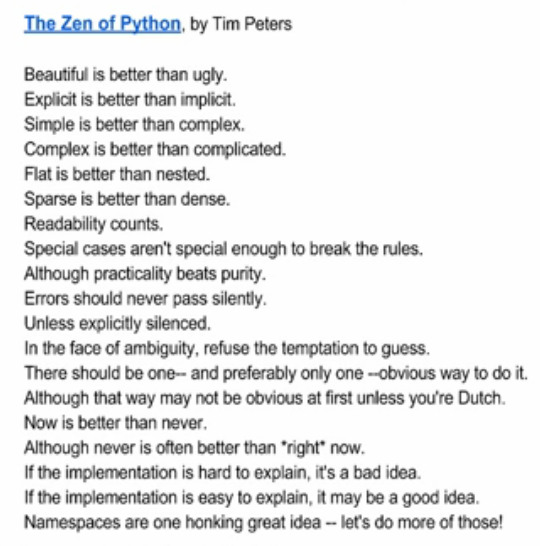 The Zen of Python, by Tim Peters
Beautiful is better than ugly.
Explicit is better than implicit.
Simple is better than complex.
Complex is better than complicated.
Flat is better than nested.
Sparse is better than dense.
Readability counts.
Special cases aren't special enough to break the rules.
Although practicality beats purity.
Errors should never pass silently.
Unless explicitly silenced.
In the face of ambiguity, refuse the temptation to guess.
There should be one-- and preferably only one --obvious way to do it.
Although that way may not be obvious at first unless you're Dutch.
Now is better than never.
Although never is often better than *right* now.
If the implementation is hard to explain, it's a bad idea.
If the implementation is easy to explain, it may be a good idea.
Namespaces are one honking great idea -- let's do more of those!